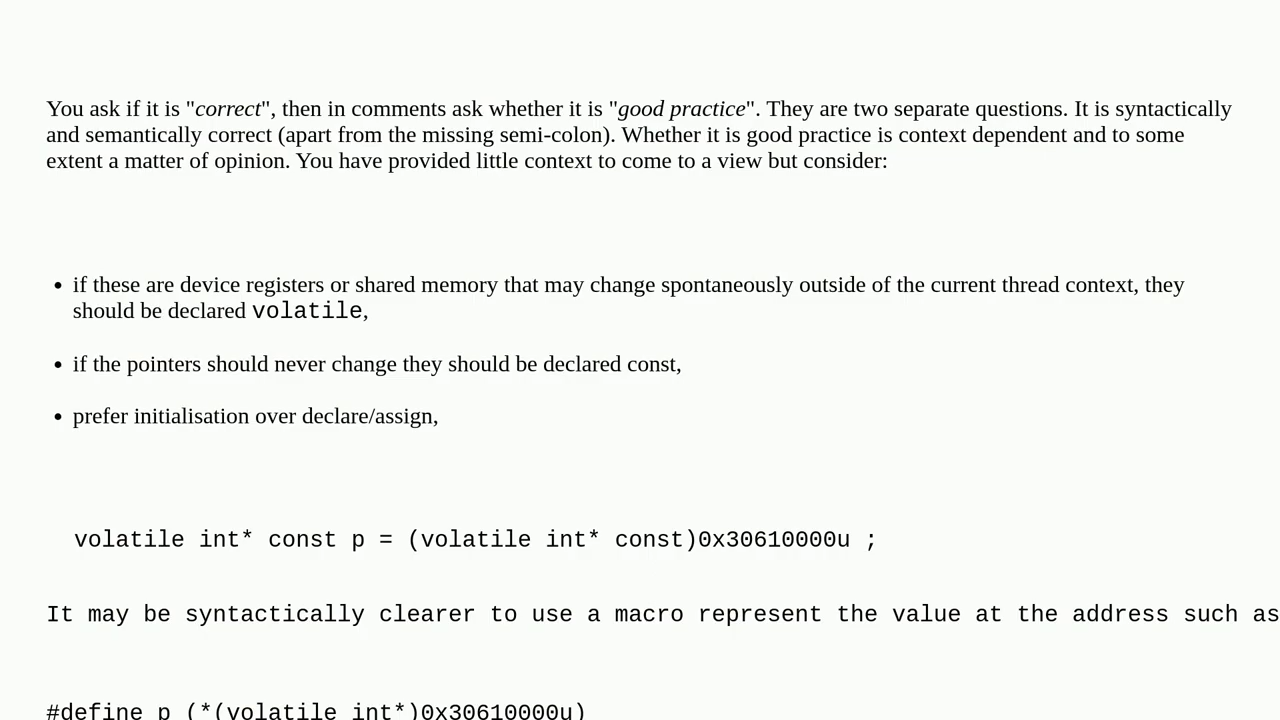 You ask if it is "correct", then in comments ask whether it is "good practice". They are two separate questions. It is syntactically
and semantically correct (apart from the missing semi-colon). Whether it is good practice is context dependent and to some
extent a matter of opinion. You have provided little context to come to a view but consider:
• if these are device registers or shared memory that may change spontaneously outside of the current thread context, they
should be declared volatile,
• if the pointers should never change they should be declared const,
• prefer initialisation over declare/assign,
volatile int* const p = (volatile int* const)0x30610000u ;
It may be syntactically clearer to use a macro represent the value at the address such as
#define p (*(volatile int*)0x30610000u)